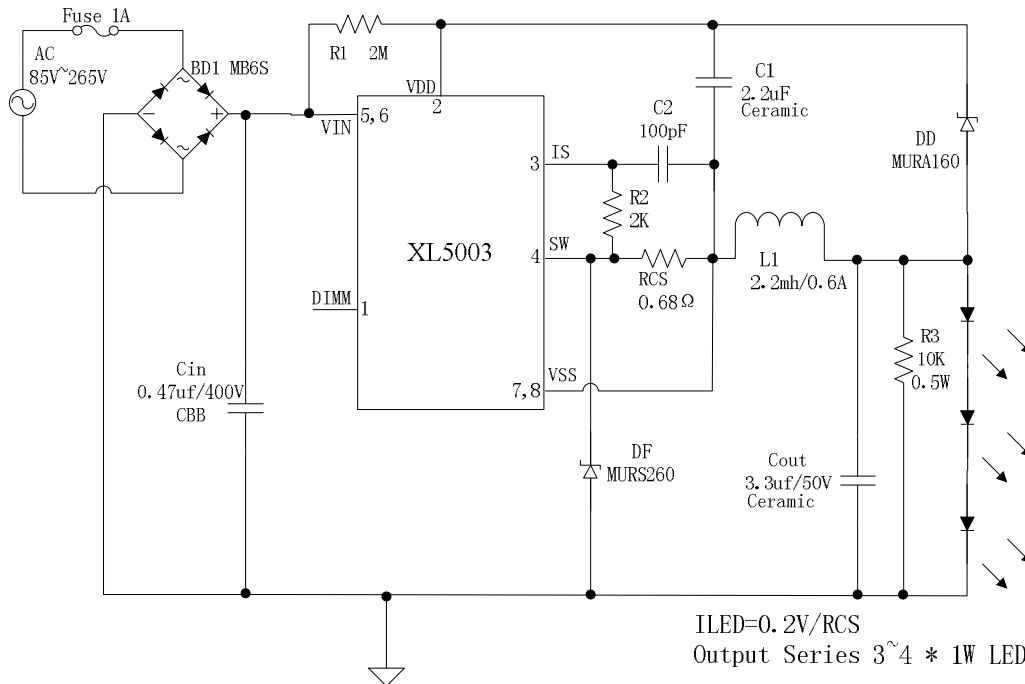 Fuse 1A
AC
85V~265V
BD1 MB6S
~
~
−
+
R1 2M
VDD
2
VIN
5,6
C1
2.2uF
Ceramic
C2
100pF
3
IS
R2
2K
DD
MURA160
XL5003
4
SW
RCS
0.68Ω
L1
2.2mh/0.6A
DIMM
1
VSS
7,8
R3
10K
0.5W
Cin
0.47uf/400V
CBB
DF
MURS260
Cout
3.3uf/50V
Ceramic
ILED=0.2V/RCS
Output Series 3~4 * 1W LED